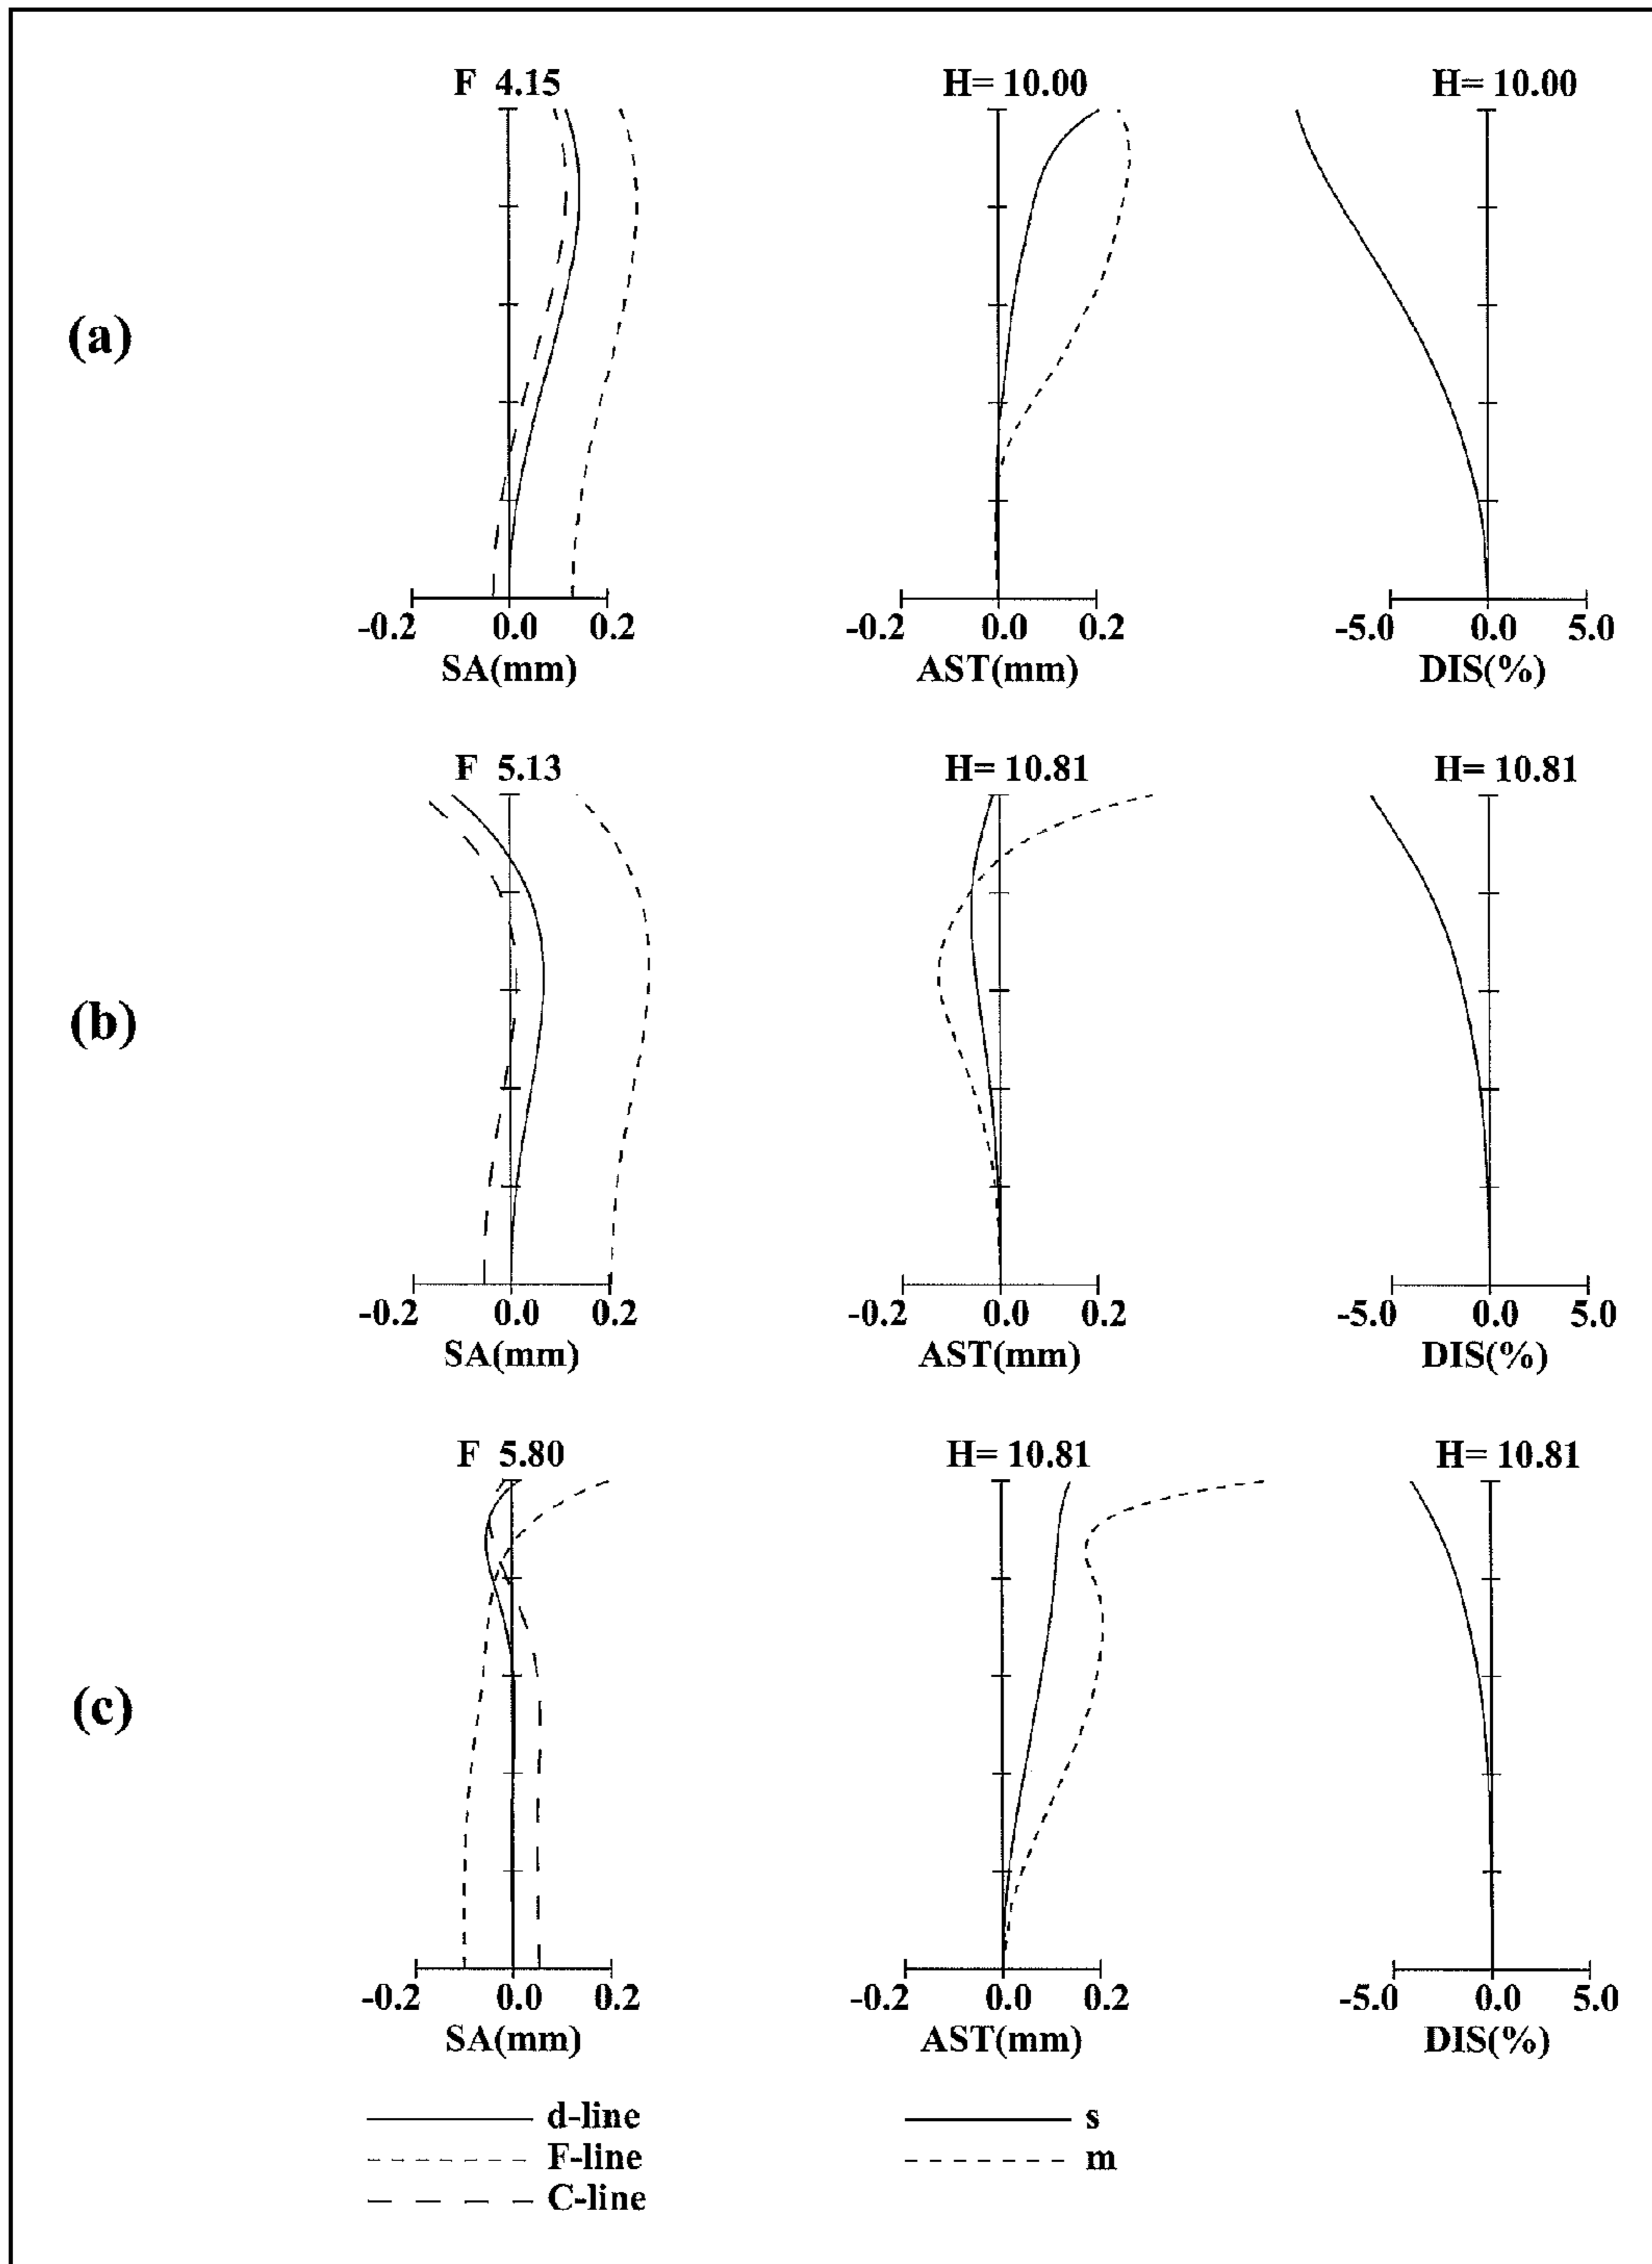 F 4.15 H= 10.00 H= 10.00
(a)
-0.2 0.0 0.2 -0.2 0.0 0.2 -5.0 0.0 5.0
SA(mm) AST(mm) DIS(%)
F 5.13 H= 10.81 H= 10.81
(b)
-0.2 0.0 0.2 -0.2 0.0 0.2 -5.0 0.0 5.0
SA(mm) AST(mm) DIS(%)
F 5.80 H= 10.81 H= 10.81
(c)
-0.2 0.0 0.2 -0.2 0.0 0.2 -5.0 0.0 5.0
SA(mm) AST(mm) DIS(%)
d-line s
F-line m
C-line